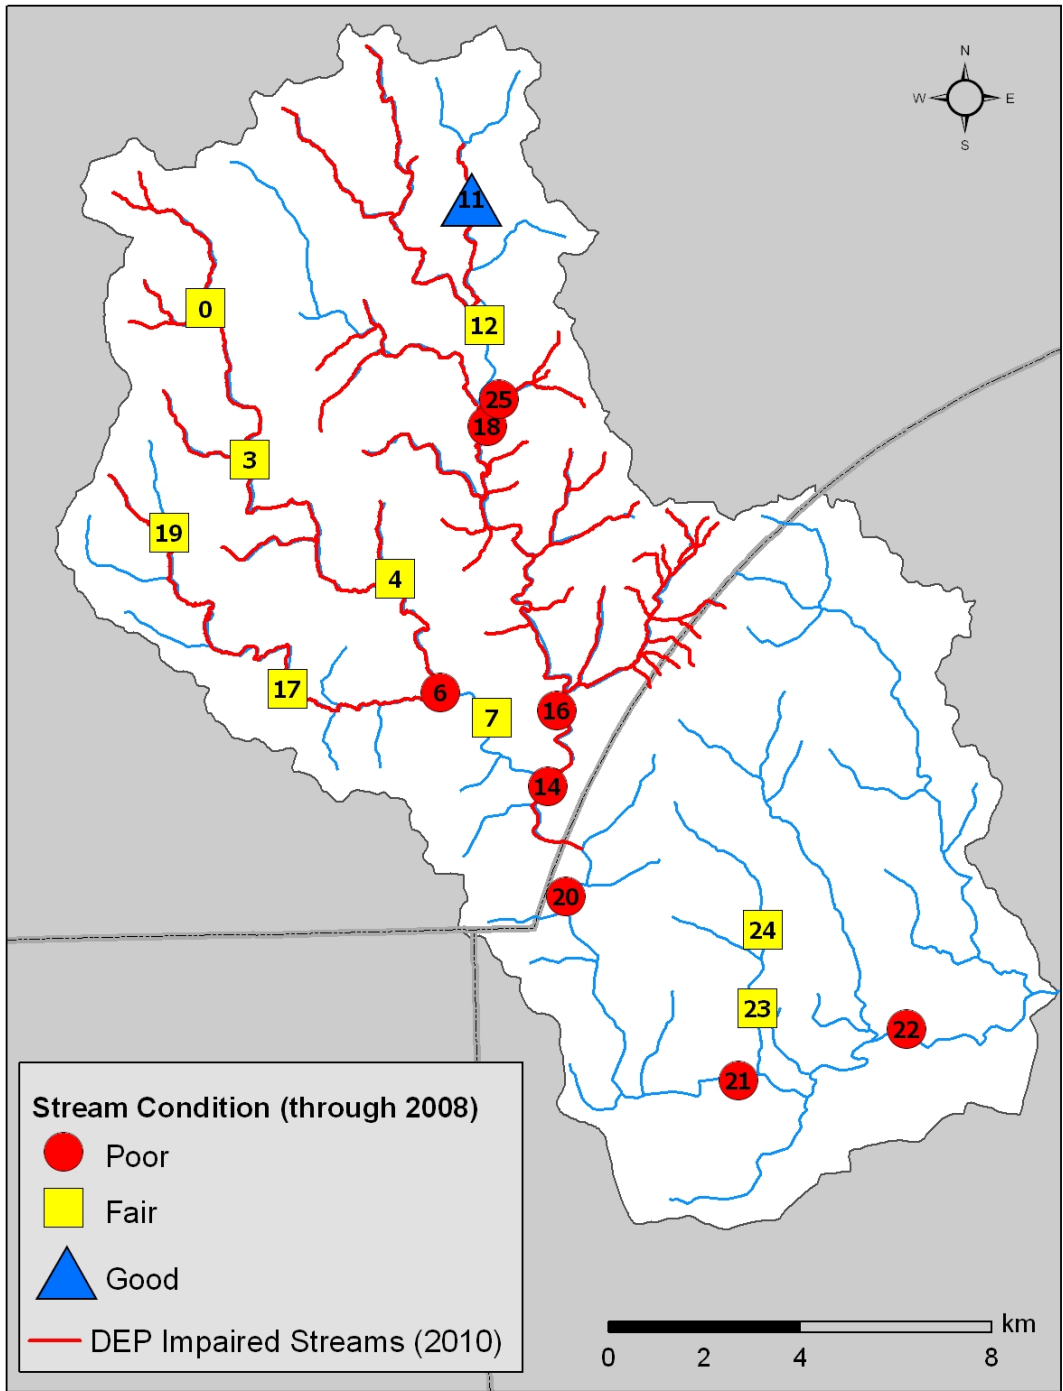 N
W E
S
11
0
12
25
18
3
19
4
17
6
7
16
14
20
24
23
22
21
Stream Condition (through 2008)
Poor
Fair
Good
DEP Impaired Streams (2010)
km
0 2 4 8